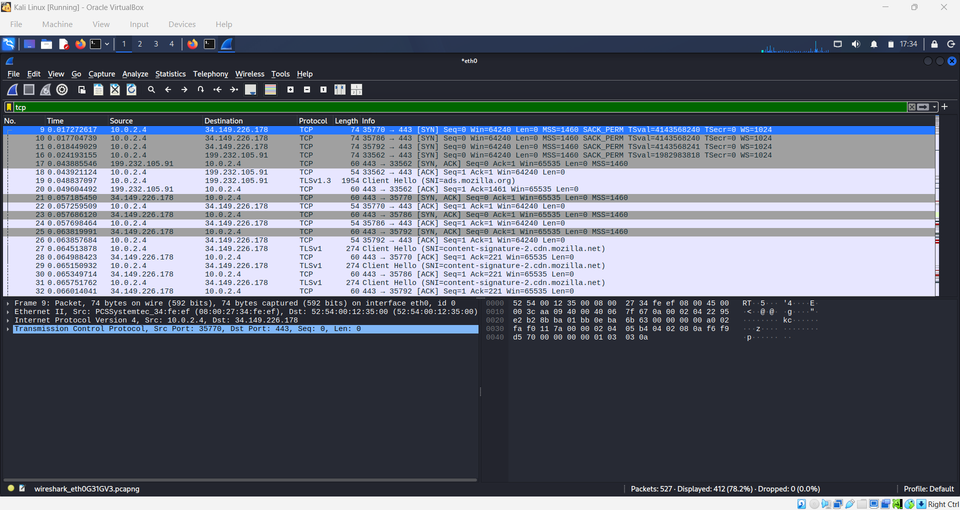 Kali Linux [Running] - Oracle VirtualBox
File Machine View Input Devices Help
1 2 3 4 17:34
*eth0
File Edit View Go Capture Analyze Statistics Telephony Wireless Tools Help
tcp
No. Time Source Destination Protocol Length Info
9 0.017272617 10.0.2.4 34.149.226.178 TCP 74 35770 → 443 [SYN] Seq=0 Win=64240 Len=0 MSS=1460 SACK_PERM TSval=4143568240 TSecr=0 WS=1024
10 0.017704739 10.0.2.4 34.149.226.178 TCP 74 35786 → 443 [SYN] Seq=0 Win=64240 Len=0 MSS=1460 SACK_PERM TSval=4143568240 TSecr=0 WS=1024
11 0.018449029 10.0.2.4 34.149.226.178 TCP 74 35792 → 443 [SYN] Seq=0 Win=64240 Len=0 MSS=1460 SACK_PERM TSval=4143568241 TSecr=0 WS=1024
16 0.024193155 10.0.2.4 199.232.105.91 TCP 74 33562 → 443 [SYN] Seq=0 Win=64240 Len=0 MSS=1460 SACK_PERM TSval=1982983818 TSecr=0 WS=1024
17 0.043885546 199.232.105.91 10.0.2.4 TCP 60 443 → 33562 [SYN, ACK] Seq=0 Ack=1 Win=65535 Len=0 MSS=1460
18 0.043921124 10.0.2.4 199.232.105.91 TCP 54 33562 → 443 [ACK] Seq=1 Ack=1 Win=64240 Len=0
19 0.048837097 10.0.2.4 199.232.105.91 TLSv1.3 1954 Client Hello (SNI=ads.mozilla.org)
20 0.049604492 199.232.105.91 10.0.2.4 TCP 60 443 → 33562 [ACK] Seq=1 Ack=1461 Win=65535 Len=0
21 0.057185450 34.149.226.178 10.0.2.4 TCP 60 443 → 35770 [SYN, ACK] Seq=0 Ack=1 Win=65535 Len=0 MSS=1460
22 0.057259509 10.0.2.4 34.149.226.178 TCP 54 35770 → 443 [ACK] Seq=1 Ack=1 Win=64240 Len=0
23 0.057686120 34.149.226.178 10.0.2.4 TCP 60 443 → 35786 [SYN, ACK] Seq=0 Ack=1 Win=65535 Len=0 MSS=1460
24 0.057698464 10.0.2.4 34.149.226.178 TCP 54 35786 → 443 [ACK] Seq=1 Ack=1 Win=64240 Len=0
25 0.063819991 34.149.226.178 10.0.2.4 TCP 60 443 → 35792 [SYN, ACK] Seq=0 Ack=1 Win=65535 Len=0 MSS=1460
26 0.063857684 10.0.2.4 34.149.226.178 TCP 54 35792 → 443 [ACK] Seq=1 Ack=1 Win=64240 Len=0
27 0.064513878 10.0.2.4 34.149.226.178 TLSv1 274 Client Hello (SNI=content-signature-2.cdn.mozilla.net)
28 0.064988423 34.149.226.178 10.0.2.4 TCP 60 443 → 35770 [ACK] Seq=1 Ack=221 Win=65535 Len=0
29 0.065150932 10.0.2.4 34.149.226.178 TLSv1 274 Client Hello (SNI=content-signature-2.cdn.mozilla.net)
30 0.065349714 34.149.226.178 10.0.2.4 TCP 60 443 → 35786 [ACK] Seq=1 Ack=221 Win=65535 Len=0
31 0.065751762 10.0.2.4 34.149.226.178 TLSv1 274 Client Hello (SNI=content-signature-2.cdn.mozilla.net)
32 0.066014041 34.149.226.178 10.0.2.4 TCP 60 443 → 35792 [ACK] Seq=1 Ack=221 Win=65535 Len=0
Frame 9: Packet, 74 bytes on wire (592 bits), 74 bytes captured (592 bits) on interface eth0, id 0
Ethernet II, Src: PCSSystemtec_34:fe:ef (08:00:27:34:fe:ef), Dst: 52:54:00:12:35:00 (52:54:00:12:35:00)
Internet Protocol Version 4, Src: 10.0.2.4, Dst: 34.149.226.178
Transmission Control Protocol, Src Port: 35770, Dst Port: 443, Seq: 0, Len: 0
0000 52 54 00 12 35 00 08 00 27 34 fe ef 08 00 45 00 RT··5···'4····E·
0010 00 3c aa 09 40 00 40 06 7f 67 0a 00 02 04 22 95 ·<··@·@··g····"·
0020 e2 b2 8b ba 01 bb 0e ba 6b 63 00 00 00 00 a0 02 ········kc······
0030 fa f0 11 7a 00 00 02 04 05 b4 04 02 08 0a f6 f9 ···z············
0040 d5 70 00 00 00 00 01 03 03 0a ·p········
wireshark_eth0G31GV3.pcapng Packets: 527 · Displayed: 412 (78.2%) · Dropped: 0 (0.0%) Profile: Default
Right Ctrl